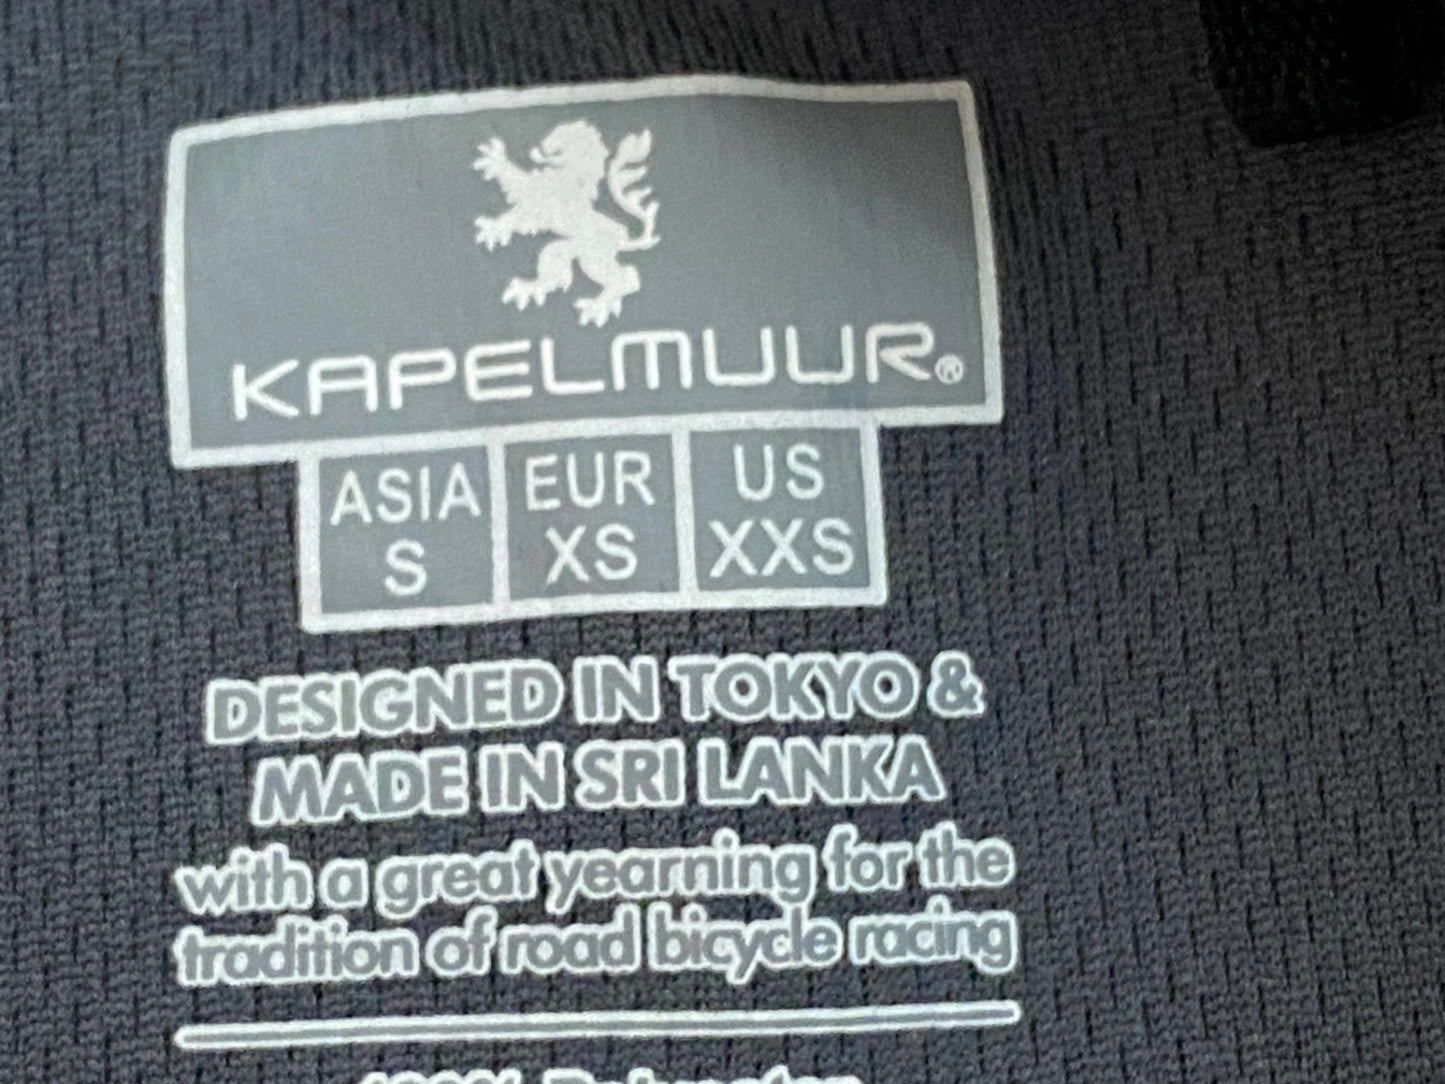 KAPELMUUR®
ASIA EUR US
S XS XXS
DESIGNED IN TOKYO &
MADE IN SRI LANKA
with a great yearning for the
tradition of road bicycle racing